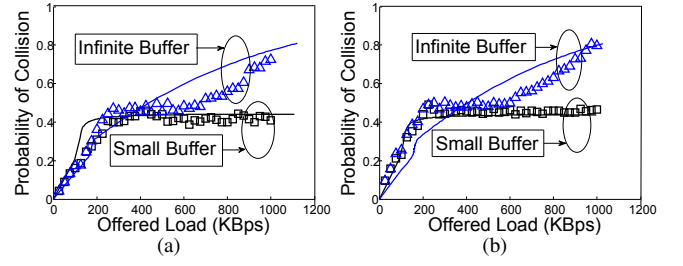 Probability of Collision
1
0.8
0.6
0.4
0.2
0
Infinite Buffer
Small Buffer
0 200 400 600 800 1000 1200
Offered Load (KBps)
(a)
Probability of Collision
1
0.8
0.6
0.4
0.2
0
Infinite Buffer
Small Buffer
0 200 400 600 800 1000 1200
Offered Load (KBps)
(b)